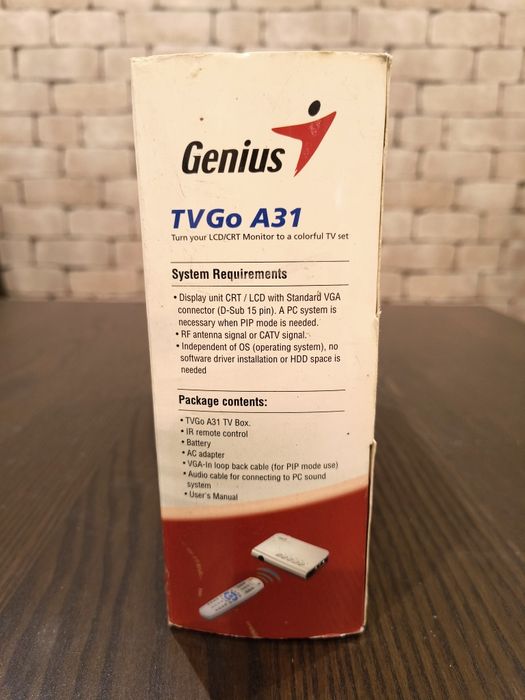 Genius
TVGo A31
Turn your LCD/CRT Monitor to a colorful TV set
System Requirements
• Display unit CRT / LCD with Standard VGA
connector (D-Sub 15 pin). A PC system is
necessary when PIP mode is needed.
• RF antenna signal or CATV signal.
• Independent of OS (operating system), no
software driver installation or HDD space is
needed
Package contents:
• TVGo A31 TV Box.
• IR remote control
• Battery
• AC adapter
• VGA-In loop back cable (for PIP mode use)
• Audio cable for connecting to PC sound
system
• User's Manual